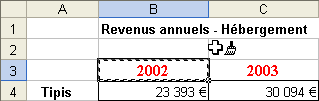 A B C
1 Revenus annuels - Hébergement
2
3 2002 2003
4 Tipis 23 393 € 30 094 €